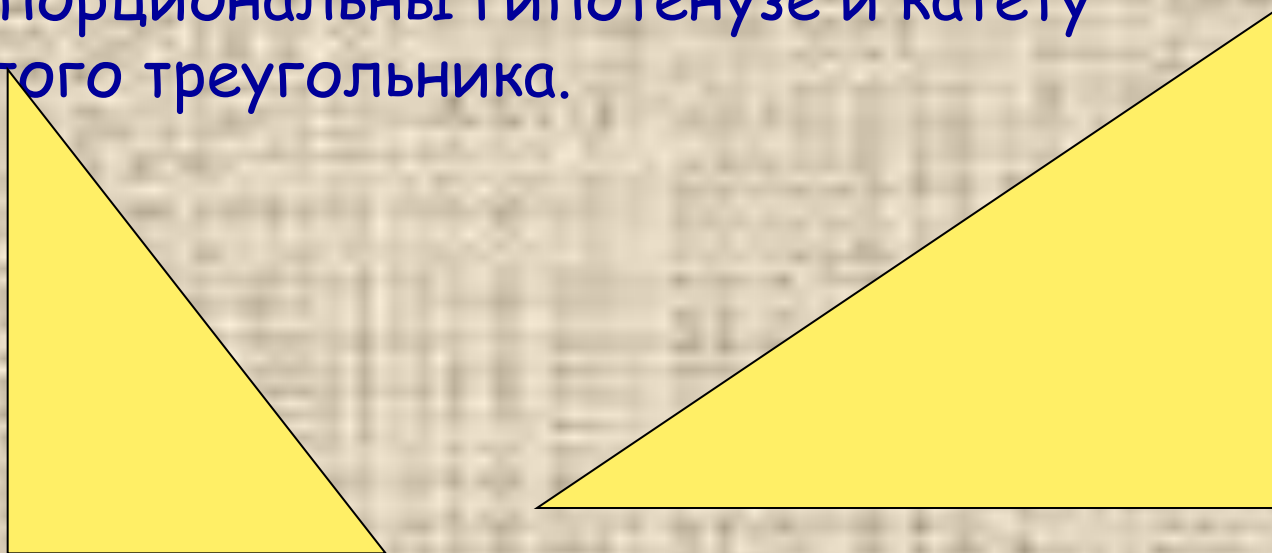 порциональны гипотенузе и катету
того треугольника.